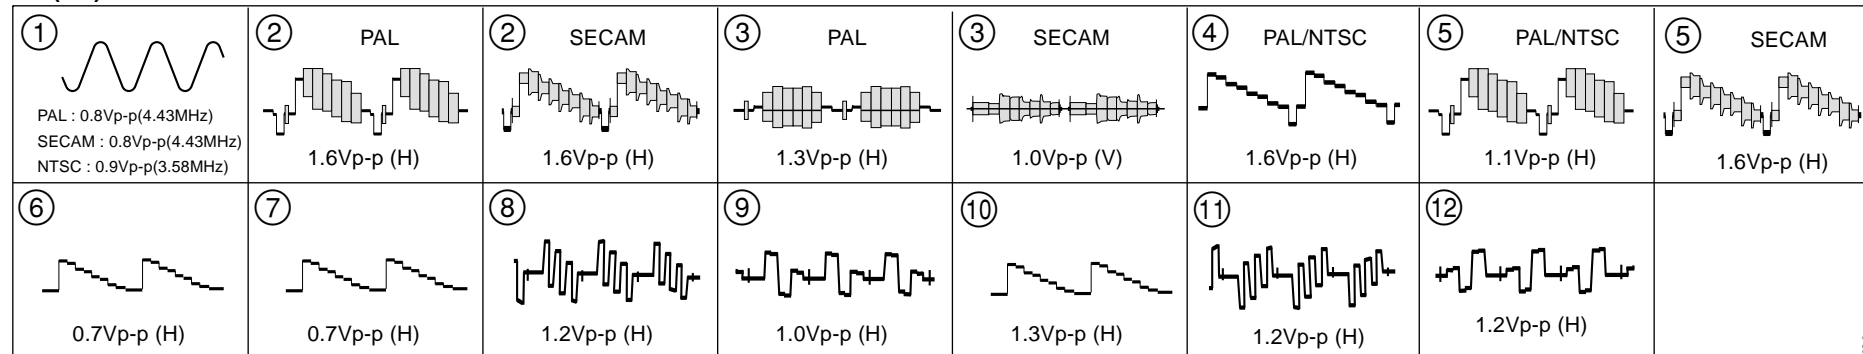 ① PAL : 0.8Vp-p(4.43MHz)
SECAM : 0.8Vp-p(4.43MHz)
NTSC : 0.9Vp-p(3.58MHz)
② PAL
1.6Vp-p (H)
② SECAM
1.6Vp-p (H)
③ PAL
1.3Vp-p (H)
③ SECAM
1.0Vp-p (V)
④ PAL/NTSC
1.6Vp-p (H)
⑤ PAL/NTSC
1.1Vp-p (H)
⑤ SECAM
1.6Vp-p (H)
⑥
0.7Vp-p (H)
⑦
0.7Vp-p (H)
⑧
1.2Vp-p (H)
⑨
1.0Vp-p (H)
⑩
1.3Vp-p (H)
⑪
1.2Vp-p (H)
⑫
1.2Vp-p (H)